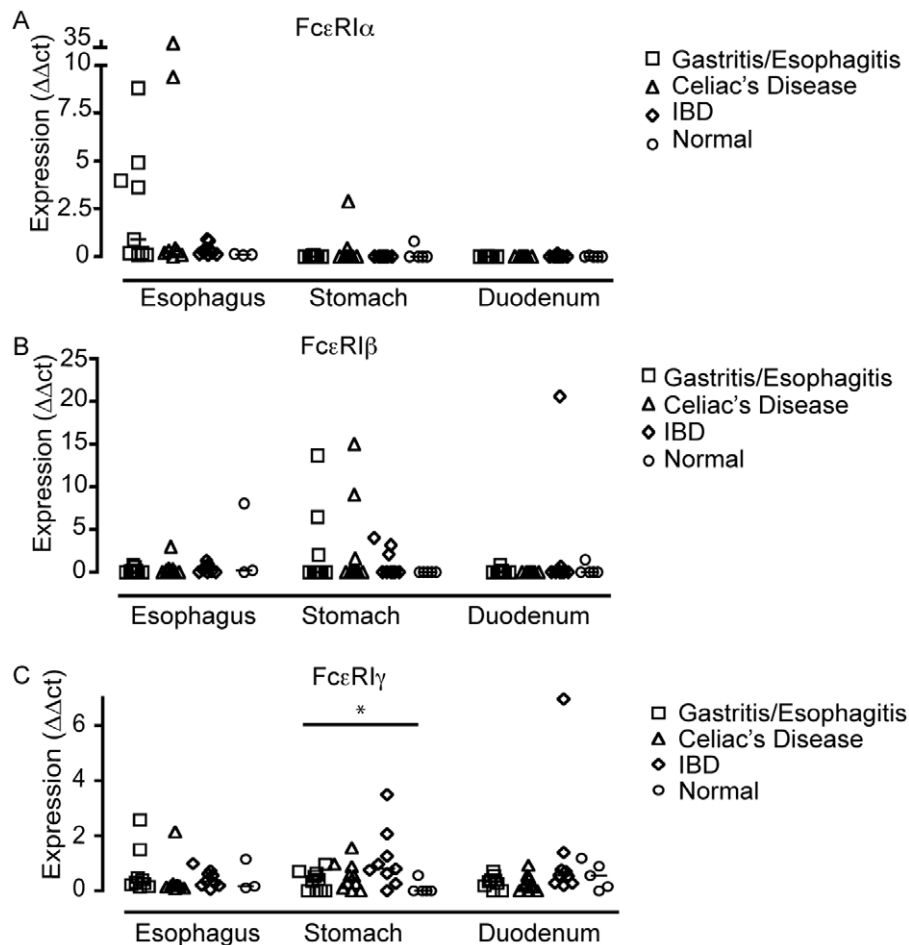 A
FcεRIα
Expression (ΔΔct)
35
10
7.5
5
2.5
0
Gastritis/Esophagitis
Celiac's Disease
IBD
Normal
Esophagus Stomach Duodenum
B
FcεRIβ
Expression (ΔΔct)
25
20
15
10
5
0
Gastritis/Esophagitis
Celiac's Disease
IBD
Normal
Esophagus Stomach Duodenum
C
FcεRIγ
Expression (ΔΔct)
6
4
2
0
*
Gastritis/Esophagitis
Celiac's Disease
IBD
Normal
Esophagus Stomach Duodenum